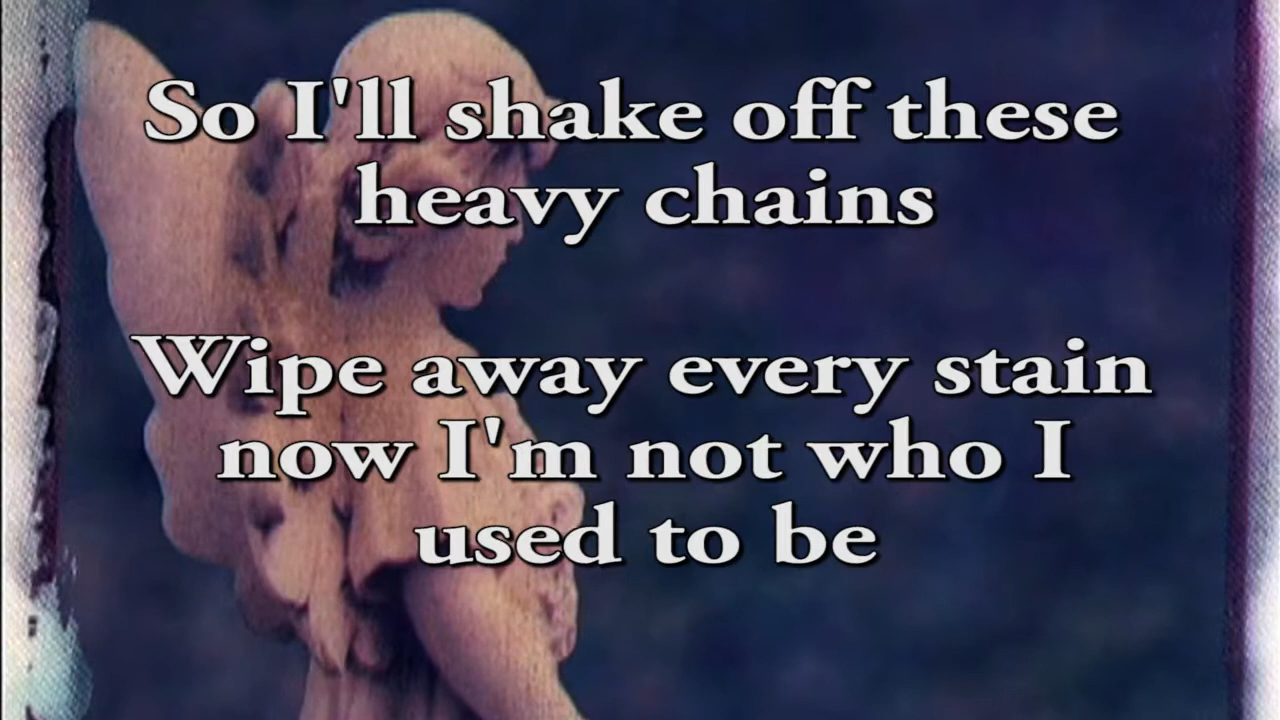 So I'll shake off these
heavy chains
Wipe away every stain
now I'm not who I
used to be